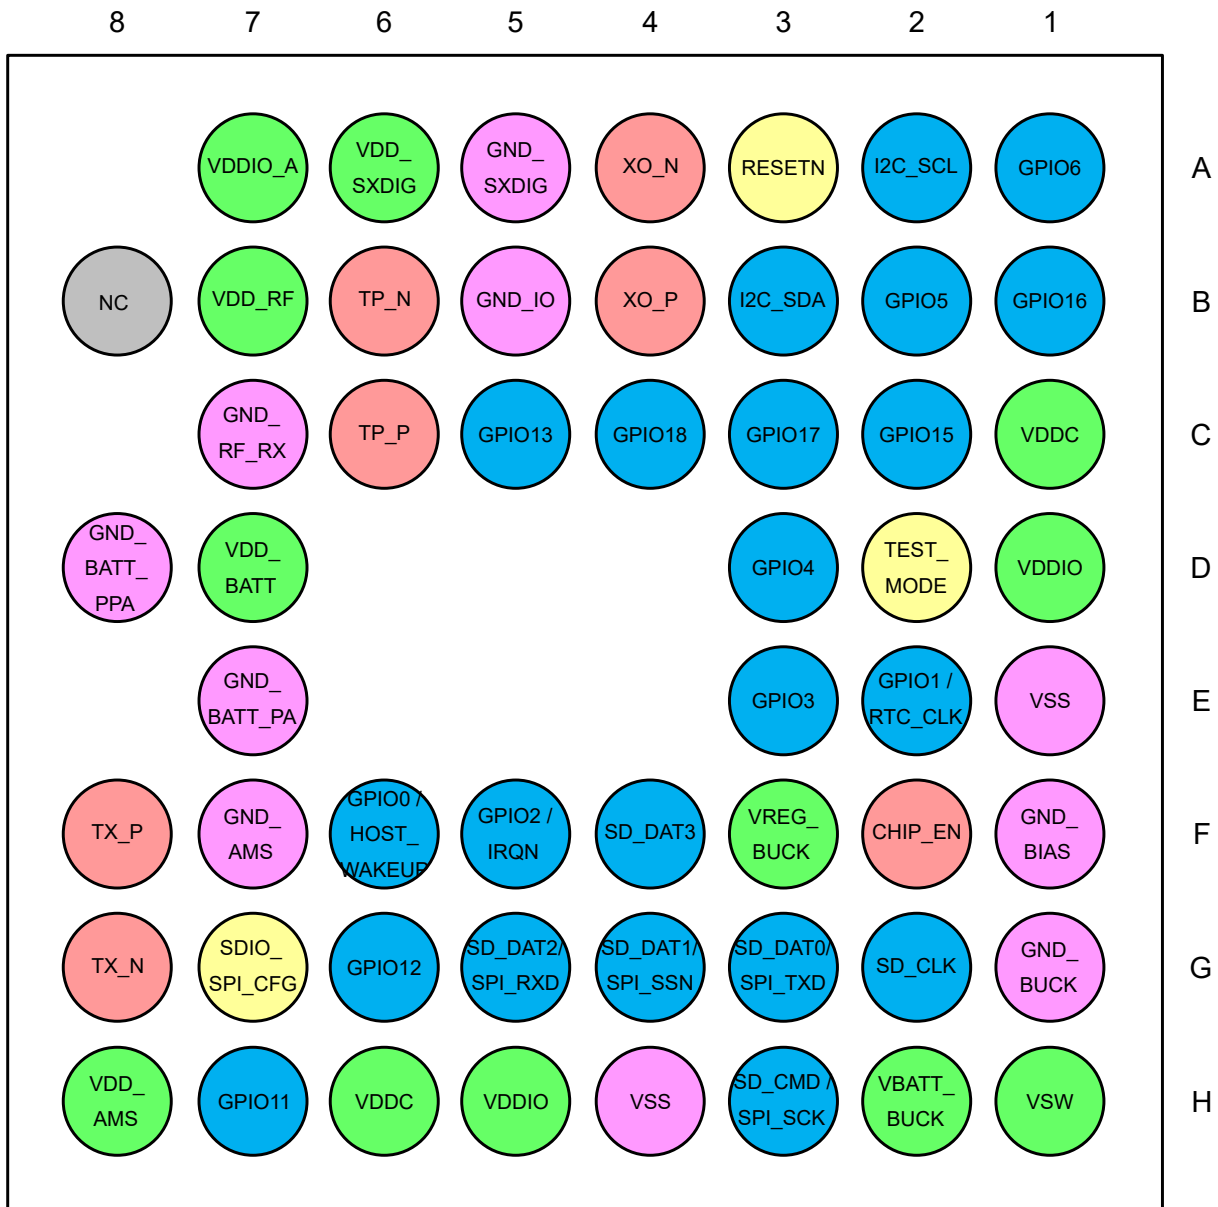 8 7 6 5 4 3 2 1
VDDIO_A VDD_ GND_ XO_N RESETN I2C_SCL GPIO6 A
SXDIG SXDIG
NC VDD_RF TP_N GND_IO XO_P I2C_SDA GPIO5 GPIO16 B
GND_ TP_P GPIO13 GPIO18 GPIO17 GPIO15 VDDC C
RF_RX
GND_ VDD_ GPIO4 TEST_ VDDIO D
BATT_ BATT MODE
PPA
GND_ GPIO3 GPIO1 / VSS E
BATT_PA RTC_CLK
TX_P GND_ GPIO0 / GPIO2 / SD_DAT3 VREG_ CHIP_EN GND_ F
AMS HOST_ IRQN BUCK BIAS
WAKEUP
TX_N SDIO_ GPIO12 SD_DAT2/ SD_DAT1/ SD_DAT0/ SD_CLK GND_ G
SPI_CFG SPI_RXD SPI_SSN SPI_TXD BUCK
VDD_ GPIO11 VDDC VDDIO VSS SD_CMD / VBATT_ VSW H
AMS SPI_SCK BUCK